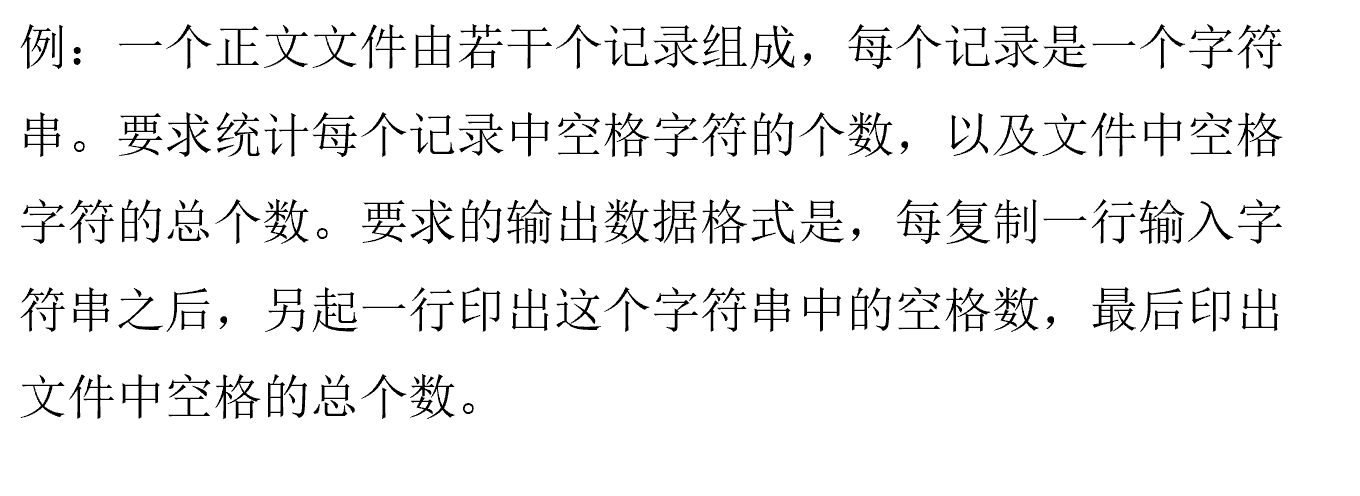 例：一个正文文件由若干个记录组成，每个记录是一个字符
串。要求统计每个记录中空格字符的个数，以及文件中空格
字符的总个数。要求的输出数据格式是，每复制一行输入字
符串之后，另起一行印出这个字符串中的空格数，最后印出
文件中空格的总个数。